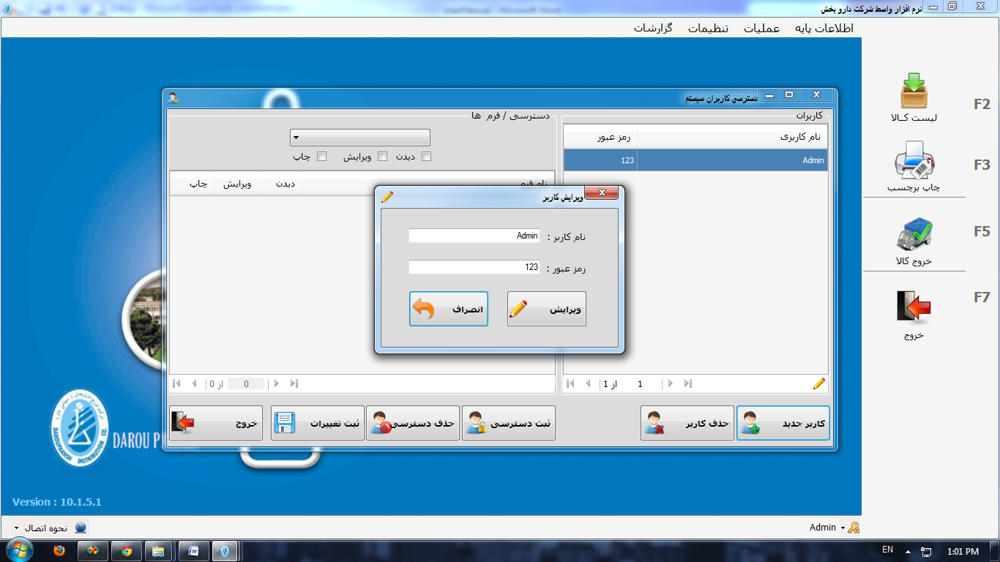 نرم افزار واسط شرکت دارو بخش
اطلاعات پایه
عملیات
تنظیمات
گزارشات
F2
لیست کـالا
F3
چاپ برچسب
F5
خروج کالا
F7
خروج
دسترسی کاربران سیستم
کاربران
نام کاربری
رمز عبور
Admin
123
دسترسی / فرم ها
دیدن
ویرایش
چاپ
نام فرم
دیدن
ویرایش
چاپ
ویرایش کاربر
نام کاربر :
Admin
رمز عبور :
123
ویرایش
انصراف
1
از 1
0
از 0
کاربر جدید
حذف کاربر
ثبت دسترسی
حذف دسترسی
ثبت تغییرات
خروج
DAROU P
DISTRIBUTION CO.
Version : 10.1.5.1
Admin
نحوه اتصال
EN
1:01 PM